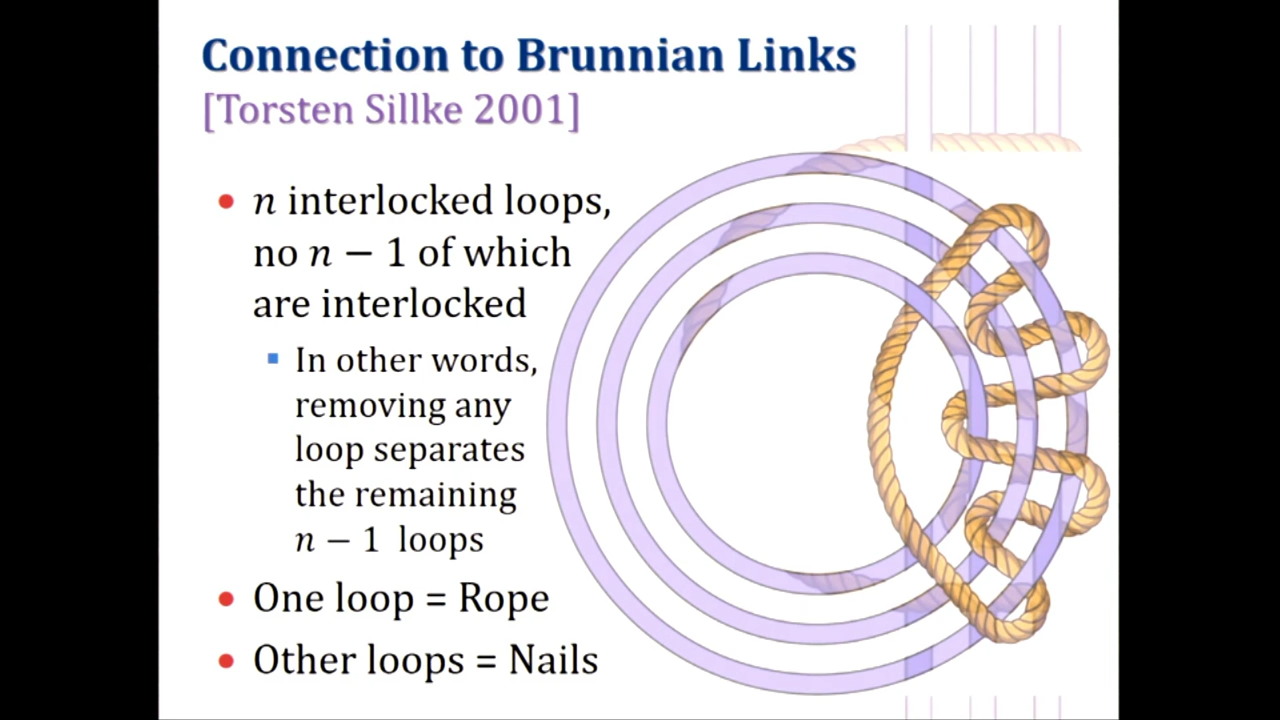 Connection to Brunnian Links
[Torsten Sillke 2001]
• n interlocked loops,
no n − 1 of which
are interlocked
▪ In other words,
removing any
loop separates
the remaining
n − 1 loops
• One loop = Rope
• Other loops = Nails